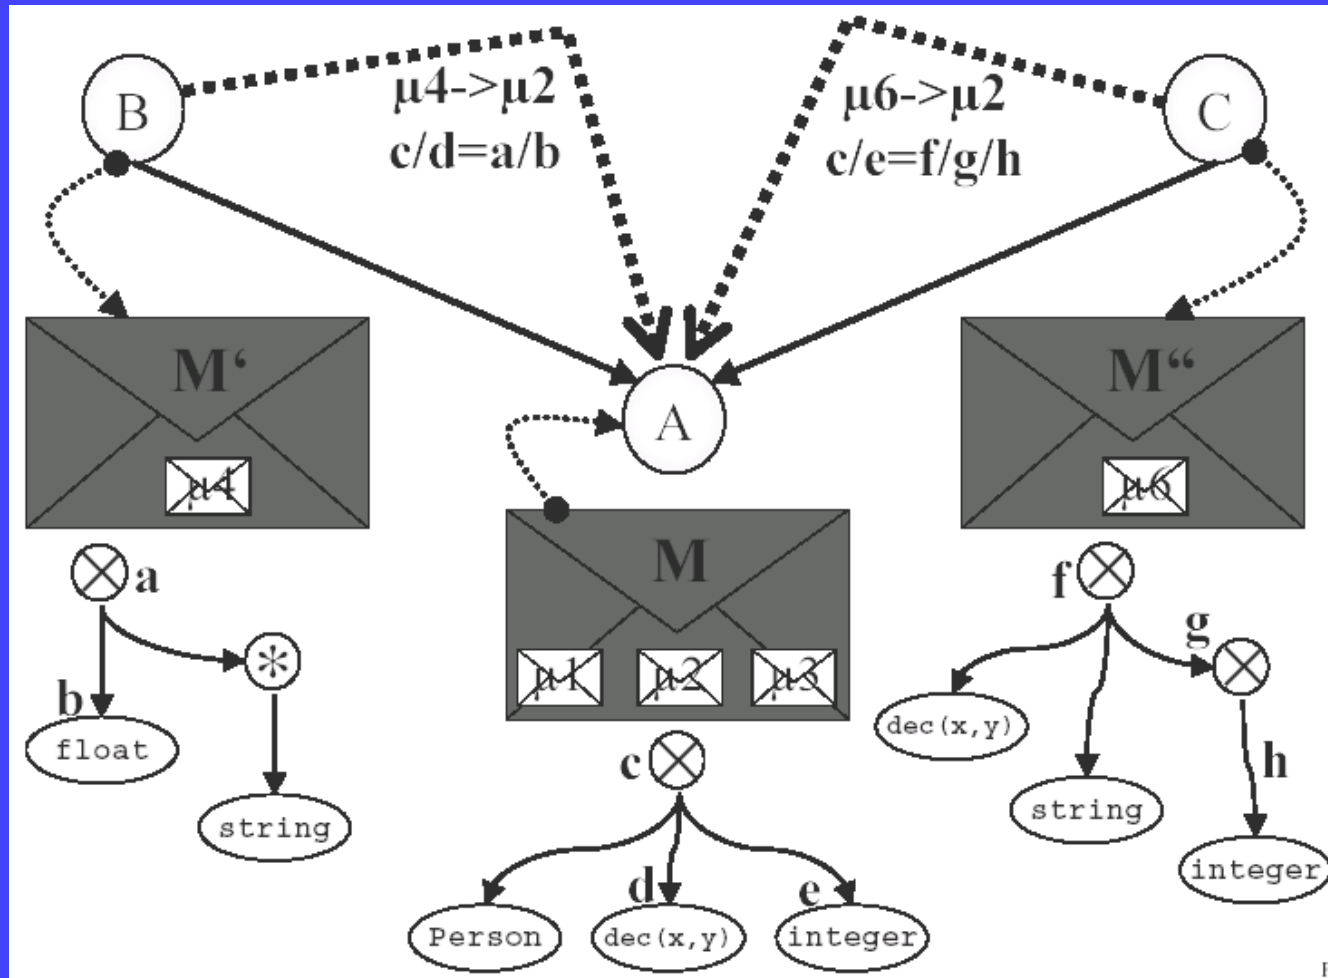 B
μ4->μ2
c/d=a/b
μ6->μ2
c/e=f/g/h
C
M‘
μ4
A
M“
μ6
M
μ1 μ2 μ3
a
b
float
string
c
d
e
Person
dec(x,y)
integer
f
g
h
dec(x,y)
string
integer